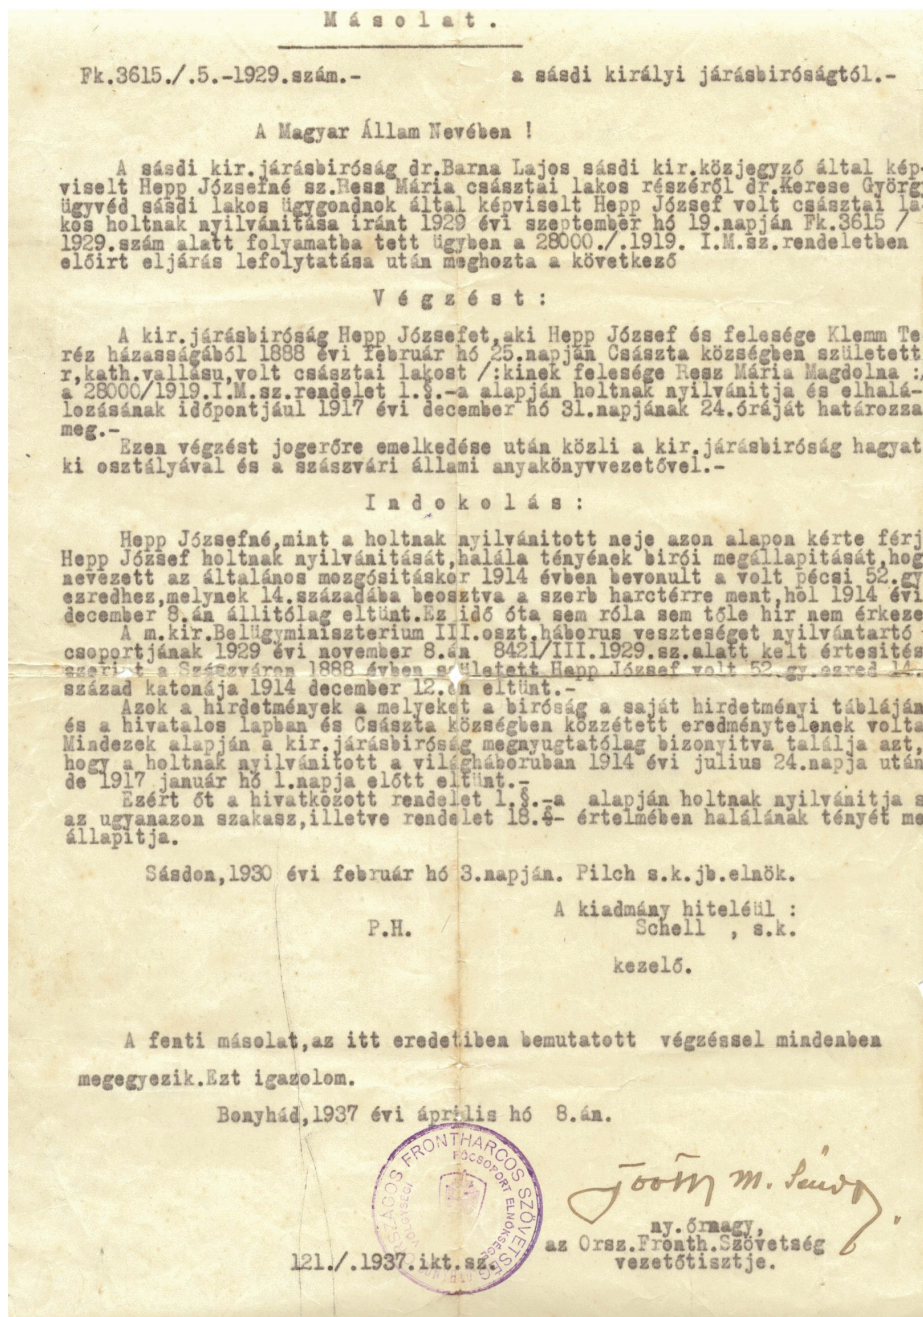 Másolat.
Fk.3615./.5.-1929.szám.- a sásdi királyi járásbiróságtól.-
A Magyar Állam Nevében !
A sásdi kir.járásbiróság dr.Barna Lajos sásdi kir.közjegyző által kép-
viselt Hepp Józsefné sz.Resz Mária császtai lakos részéről dr.Kerese György
ügyvéd sásdi lakos ügygondnok által képviselt Hepp József volt császtai la-
kos holtnak nyilvánitása iránt 1929 évi szeptember hó 19.napján Fk.3615 /
1929.szám alatt folyamatba tett ügyben a 28000./.1919. I.M.sz.rendeletben
előirt eljárás lefolytatása után meghozta a következő
Végzést:
A kir.járásbiróság Hepp Józsefet,aki Hepp József és felesége Klemm Te
réz házasságából 1888 évi február hó 25.napján Császta községben született
r,kath.vallásu,volt császtai lakost /:kinek felesége Resz Mária Magdolna :/
a 28000/1919.I.M.sz.rendelet 1.§.-a alapján holtnak nyilvánitja és elhalá-
lozásának időpontjául 1917 évi december hó 31.napjának 24.óráját határozza
meg.-
Ezen végzést jogerőre emelkedése után közli a kir.járásbiróság hagyat
ki osztályával és a szászvári állami anyakönyvvezetővel.-
Indokolás:
Hepp Józsefné,mint a holtnak nyilvánitott neje azon alapon kérte férj
Hepp József holtnak nyilvánitását,halála tényének birói megállapitását,hog
nevezett az általános mozgósitáskor 1914 évben bevonult a volt pécsi 52.gy
ezredhez,melynek 14.századába beosztva a szerb harctérre ment,hol 1914 évi
december 8.án állitólag eltünt.Ez idő óta sem róla sem tőle hir nem érkeze
A m.kir.Belügyminiszterium III.oszt.háborus veszteséget nyilvántartó
csoportjának 1929 évi november 8.án 8421/III.1929.sz.alatt kelt értesités
szerint a Szászváron 1888 évben született Hepp József volt 52.gy.ezred 14.
század katonája 1914 december 12.én eltünt.-
Azok a hirdetmények a melyeket a biróság a saját hirdetményi tábláján
és a hivatalos lapban és Császta községben közzétett eredménytelenek volta
Mindezek alapján a kir.járásbiróság megnyugtatólag bizonyitva találja azt,
hogy a holtnak nyilvánitott a világháboruban 1914 évi julius 24.napja után
de 1917 január hó 1.napja előtt eltünt.-
Ezért őt a hivatkozott rendelet 1.§.-a alapján holtnak nyilvánitja s
az ugyanazon szakasz,illetve rendelet 18.§- értelmében halálának tényét me
állapitja.
Sásdon,1930 évi február hó 3.napján. Pilch s.k.jb.elnök.
A kiadmány hiteléül :
P.H. Schell , s.k.
kezelő.
A fenti másolat,az itt eredetiben bemutatott végzéssel mindenben
megegyezik.Ezt igazolom.
Bonyhád,1937 évi április hó 8.án.
FRONTHARCOS SZÖVETSÉG
FŐCSOPORT ELNÖKSÉGE
ny.őrnagy,
az Orsz.Fronth.Szövetség
121./.1937.ikt.sz. vezetőtisztje.